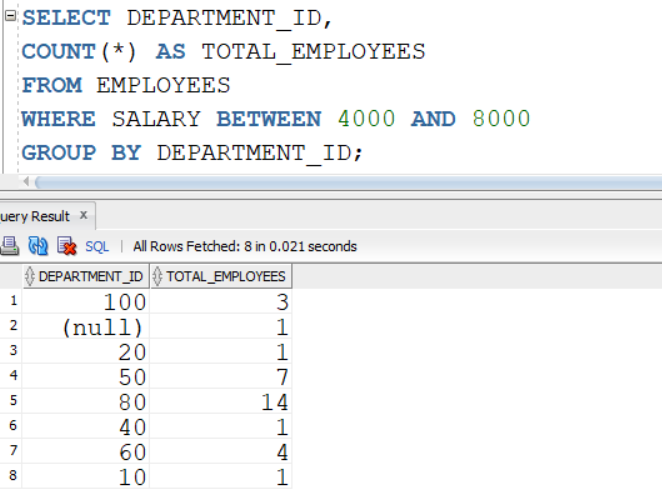 SELECT DEPARTMENT_ID,
COUNT(*) AS TOTAL_EMPLOYEES
FROM EMPLOYEES
WHERE SALARY BETWEEN 4000 AND 8000
GROUP BY DEPARTMENT_ID;
uery Result x
SQL | All Rows Fetched: 8 in 0.021 seconds
DEPARTMENT_ID TOTAL_EMPLOYEES
1 100 3
2 (null) 1
3 20 1
4 50 7
5 80 14
6 40 1
7 60 4
8 10 1